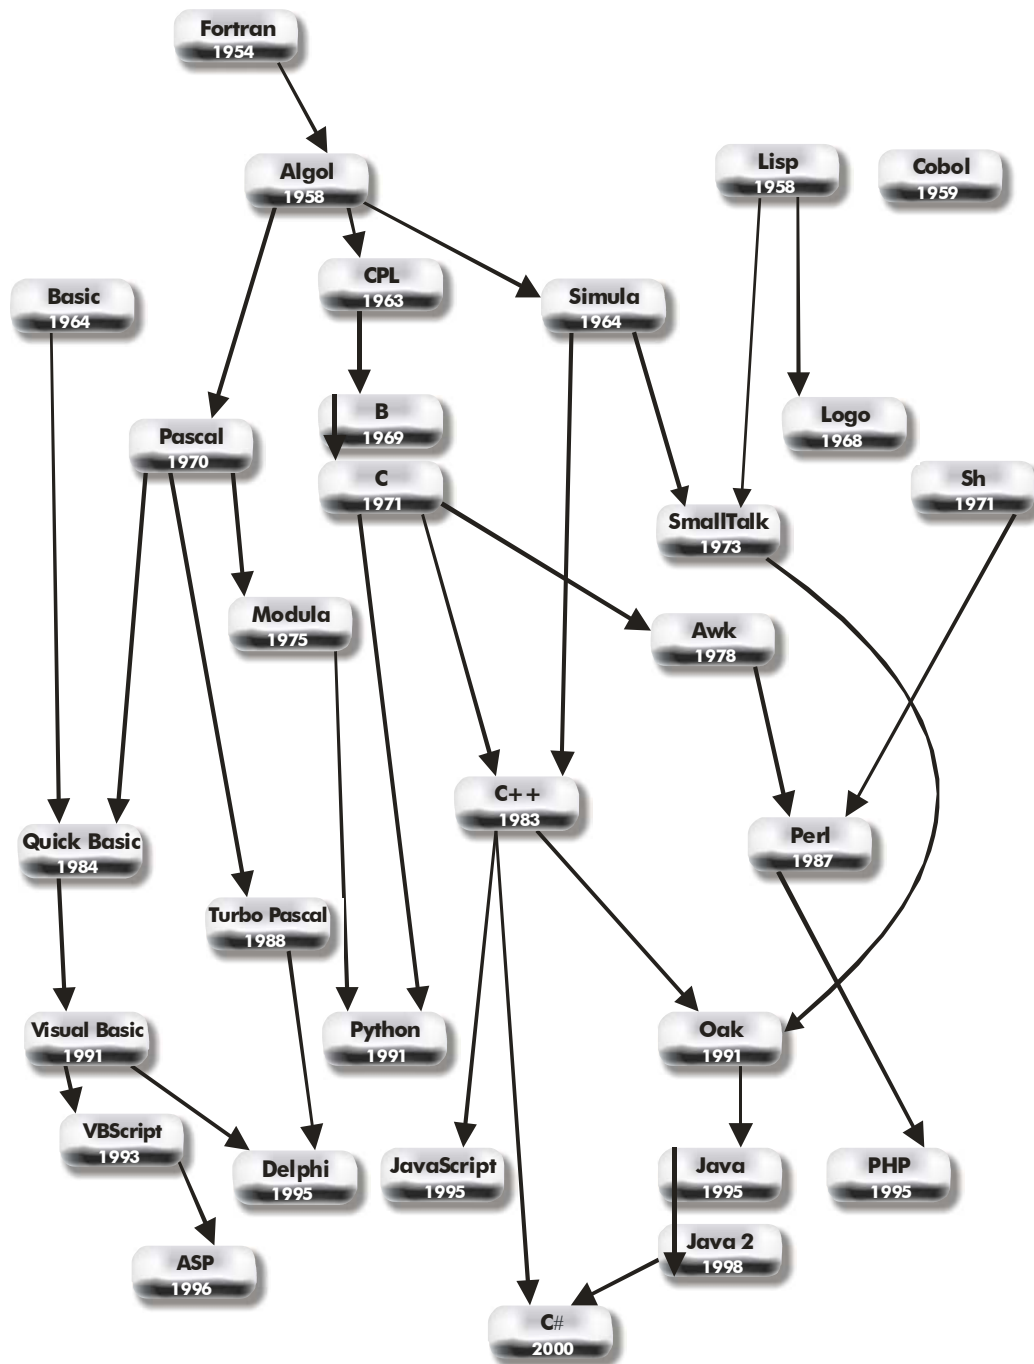 Fortran
1954
Algol
1958
Lisp
1958
Cobol
1959
CPL
1963
Basic
1964
Simula
1964
B
1969
Logo
1968
Pascal
1970
C
1971
Sh
1971
SmallTalk
1973
Modula
1975
Awk
1978
C++
1983
Quick Basic
1984
Perl
1987
Turbo Pascal
1988
Visual Basic
1991
Python
1991
Oak
1991
VBScript
1993
Delphi
1995
JavaScript
1995
Java
1995
PHP
1995
ASP
1996
Java 2
1998
C#
2000